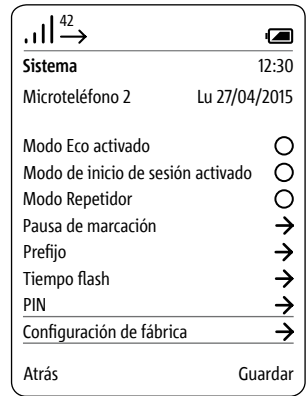 42
Sistema 12:30
Microteléfono 2 Lu 27/04/2015
Modo Eco activado
Modo de inicio de sesión activado
Modo Repetidor
Pausa de marcación
Prefijo
Tiempo flash
PIN
Configuración de fábrica
Atrás Guardar